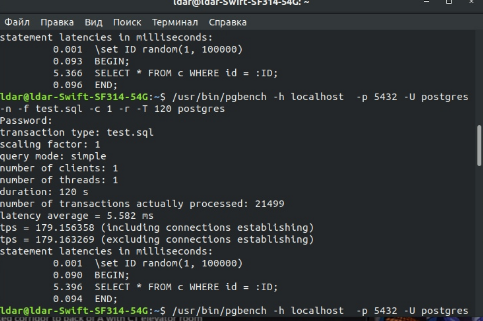 ldar@ldar-Swift-SF314-54G: ~
Файл Правка Вид Поиск Терминал Справка
statement latencies in milliseconds:
0.001 \set ID random(1, 100000)
0.093 BEGIN;
5.366 SELECT * FROM c WHERE id = :ID;
0.096 END;
ldar@ldar-Swift-SF314-54G:~$ /usr/bin/pgbench -h localhost -p 5432 -U postgres
-n -f test.sql -c 1 -r -T 120 postgres
Password:
transaction type: test.sql
scaling factor: 1
query mode: simple
number of clients: 1
number of threads: 1
duration: 120 s
number of transactions actually processed: 21499
latency average = 5.582 ms
tps = 179.156358 (including connections establishing)
tps = 179.163269 (excluding connections establishing)
statement latencies in milliseconds:
0.001 \set ID random(1, 100000)
0.090 BEGIN;
5.396 SELECT * FROM c WHERE id = :ID;
0.094 END;
ldar@ldar-Swift-SF314-54G:~$ /usr/bin/pgbench -h localhost -p 5432 -U postgres